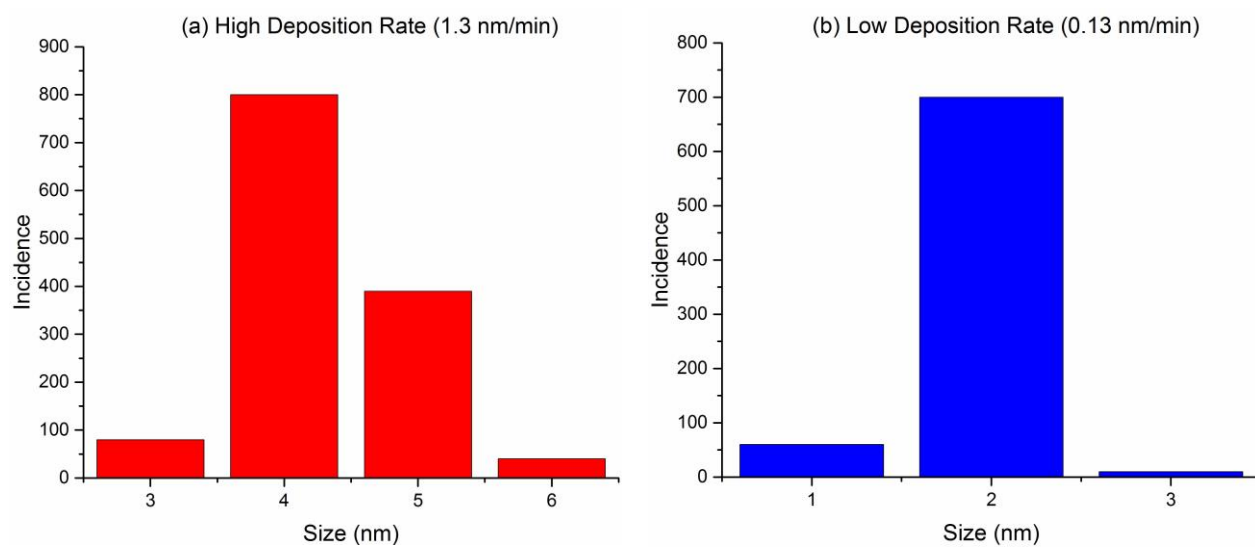 (a) High Deposition Rate (1.3 nm/min)
900
800
700
600
500
400
300
200
100
0
Incidence
3 4 5 6
Size (nm)
(b) Low Deposition Rate (0.13 nm/min)
800
700
600
500
400
300
200
100
0
Incidence
1 2 3
Size (nm)